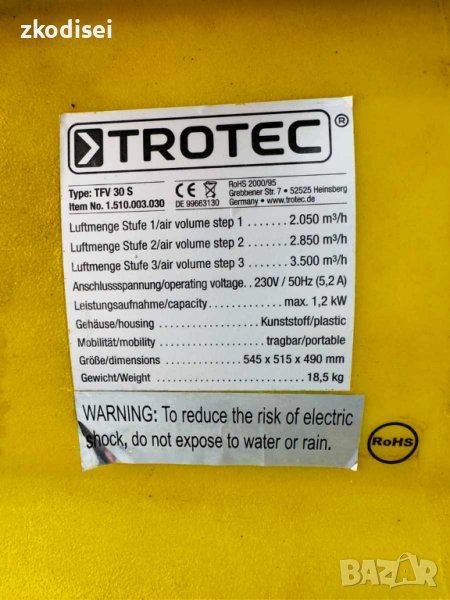 zkodisei
TROTEC®
Type: TFV 30 S
Item No. 1.510.003.030
CE
DE 99663130
RoHS 2000/95
Grebbener Str. 7 • 52525 Heinsberg
Germany • www.trotec.de
Luftmenge Stufe 1/air volume step 1 ........ 2.050 m³/h
Luftmenge Stufe 2/air volume step 2 ........ 2.850 m³/h
Luftmenge Stufe 3/air volume step 3 ........ 3.500 m³/h
Anschlussspannung/operating voltage.. 230V / 50Hz (5,2 A)
Leistungsaufnahme/capacity ................ max. 1,2 kW
Gehäuse/housing ..................... Kunststoff/plastic
Mobilität/mobility ..................... tragbar/portable
Größe/dimensions ............. 545 x 515 x 490 mm
Gewicht/Weight ................................ 18,5 kg
WARNING: To reduce the risk of electric
shock, do not expose to water or rain.
RoHS
BAZAR